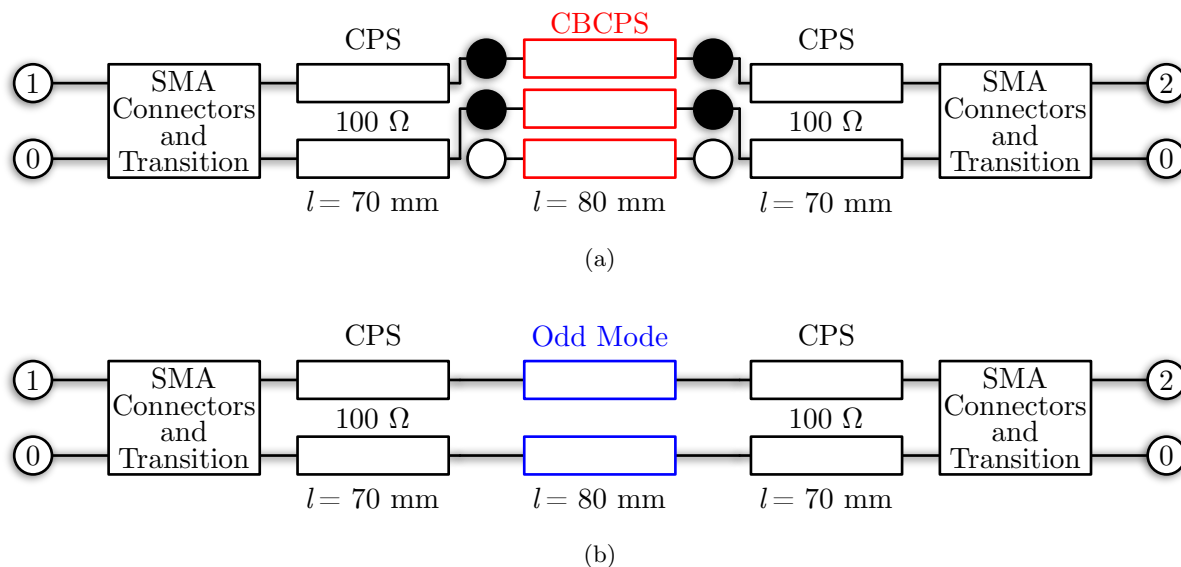 CBCPS
CPS
CPS
1
SMA
Connectors
and
Transition
0
100 Ω
100 Ω
SMA
Connectors
and
Transition
2
0
l = 70 mm
l = 80 mm
l = 70 mm
(a)
CPS
Odd Mode
CPS
1
SMA
Connectors
and
Transition
0
100 Ω
100 Ω
SMA
Connectors
and
Transition
2
0
l = 70 mm
l = 80 mm
l = 70 mm
(b)